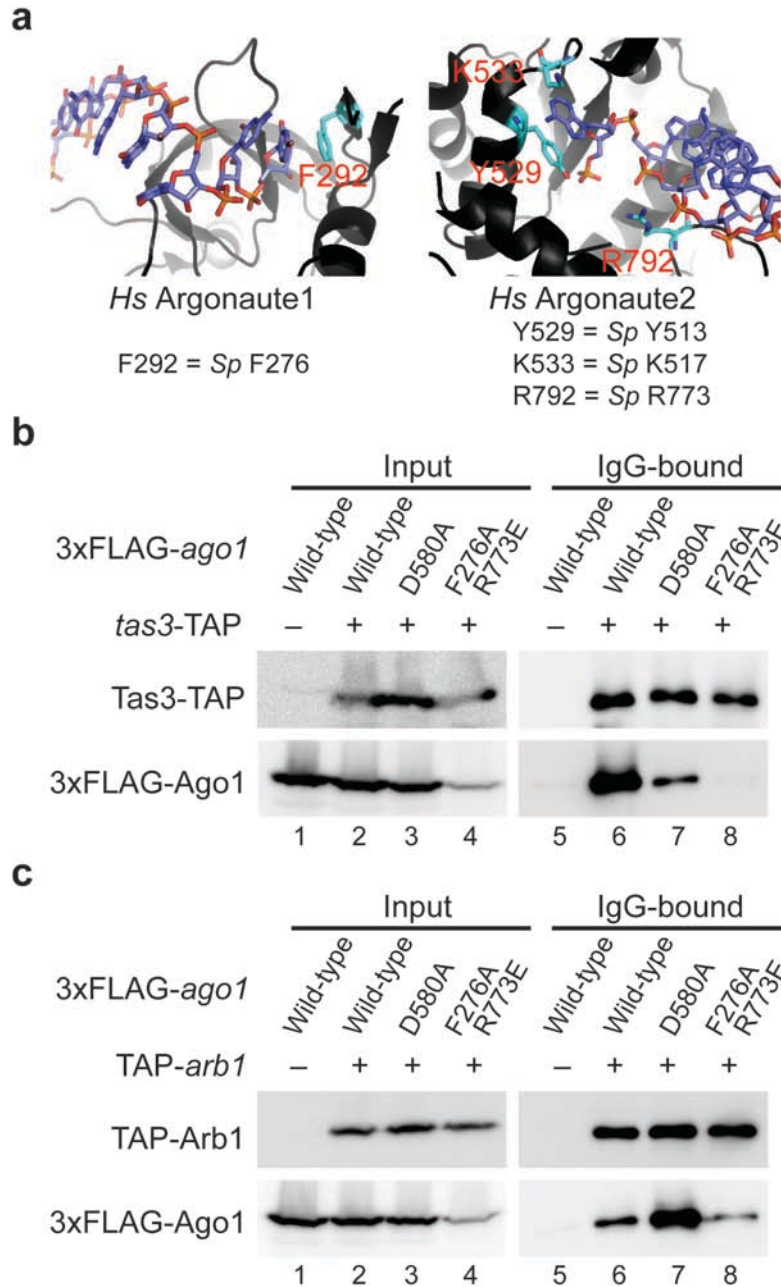 a
K533
F292
Y529
R792
Hs Argonaute1
Hs Argonaute2
F292 = Sp F276
Y529 = Sp Y513
K533 = Sp K517
R792 = Sp R773
b
Input
IgG-bound
3xFLAG-ago1
Wild-type
Wild-type
D580A
F276A
R773E
Wild-type
Wild-type
D580A
F276A
R773E
tas3-TAP
– + + + – + + +
Tas3-TAP
3xFLAG-Ago1
1 2 3 4 5 6 7 8
c
Input
IgG-bound
3xFLAG-ago1
Wild-type
Wild-type
D580A
F276A
R773E
Wild-type
Wild-type
D580A
F276A
R773E
TAP-arb1
– + + + – + + +
TAP-Arb1
3xFLAG-Ago1
1 2 3 4 5 6 7 8